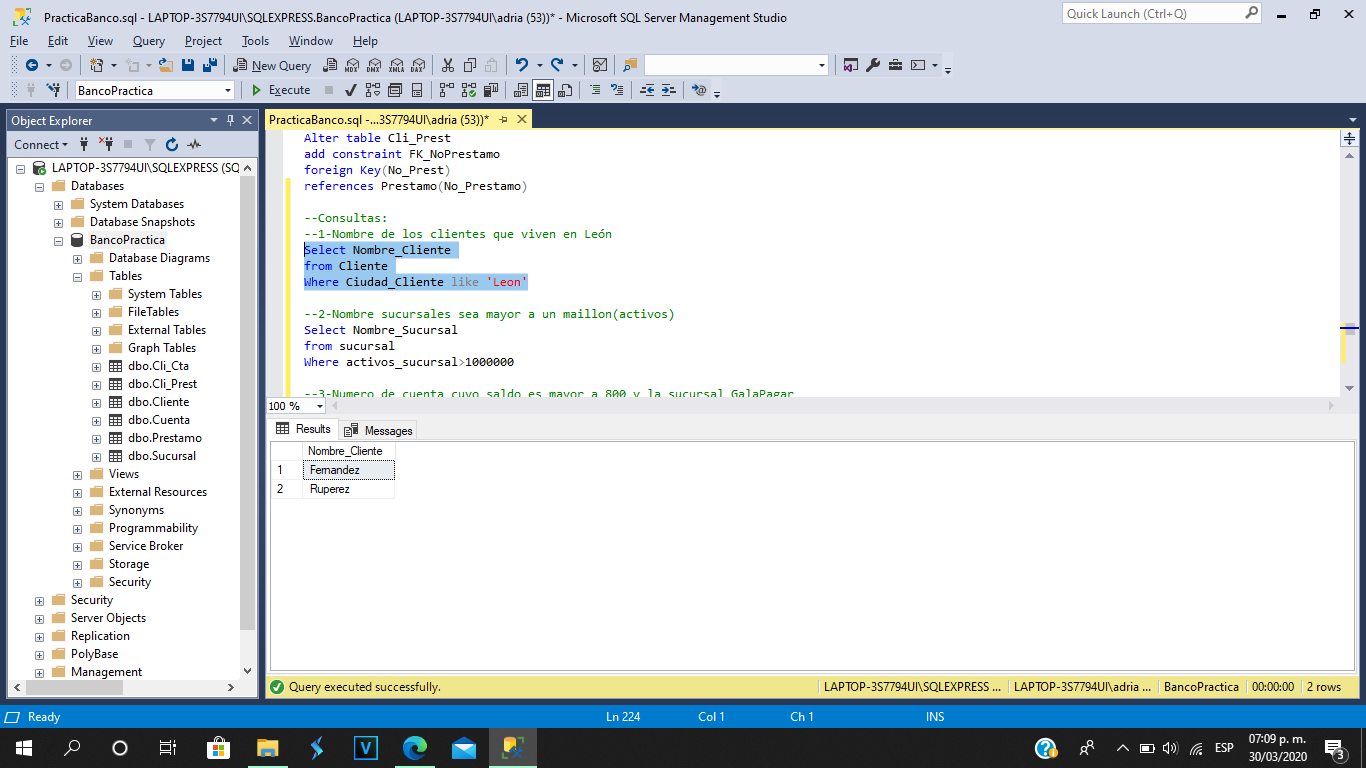 PracticaBanco.sql - LAPTOP-3S7794UI\SQLEXPRESS.BancoPractica (LAPTOP-3S7794UI\adria (53))* - Microsoft SQL Server Management Studio
Quick Launch (Ctrl+Q)
File Edit View Query Project Tools Window Help
New Query MDX DMX XMLA DAX
BancoPractica Execute
Object Explorer
Connect
LAPTOP-3S7794UI\SQLEXPRESS (SQ
Databases
System Databases
Database Snapshots
BancoPractica
Database Diagrams
Tables
System Tables
FileTables
External Tables
Graph Tables
dbo.Cli_Cta
dbo.Cli_Prest
dbo.Cliente
dbo.Cuenta
dbo.Prestamo
dbo.Sucursal
Views
External Resources
Synonyms
Programmability
Service Broker
Storage
Security
Security
Server Objects
Replication
PolyBase
Management
PracticaBanco.sql -...3S7794UI\adria (53))*
Alter table Cli_Prest
add constraint FK_NoPrestamo
foreign Key(No_Prest)
references Prestamo(No_Prestamo)
--Consultas:
--1-Nombre de los clientes que viven en León
Select Nombre_Cliente
from Cliente
Where Ciudad_Cliente like 'Leon'
--2-Nombre sucursales sea mayor a un maillon(activos)
Select Nombre_Sucursal
from sucursal
Where activos_sucursal>1000000
--3-Numero de cuenta cuyo saldo es mayor a 800 y la sucursal GalaPagar
100 %
Results Messages
Nombre_Cliente
1 Fernandez
2 Ruperez
Query executed successfully. LAPTOP-3S7794UI\SQLEXPRESS ... LAPTOP-3S7794UI\adria ... BancoPractica 00:00:00 2 rows
Ready Ln 224 Col 1 Ch 1 INS
V ? ESP 07:09 p. m.
30/03/2020 3